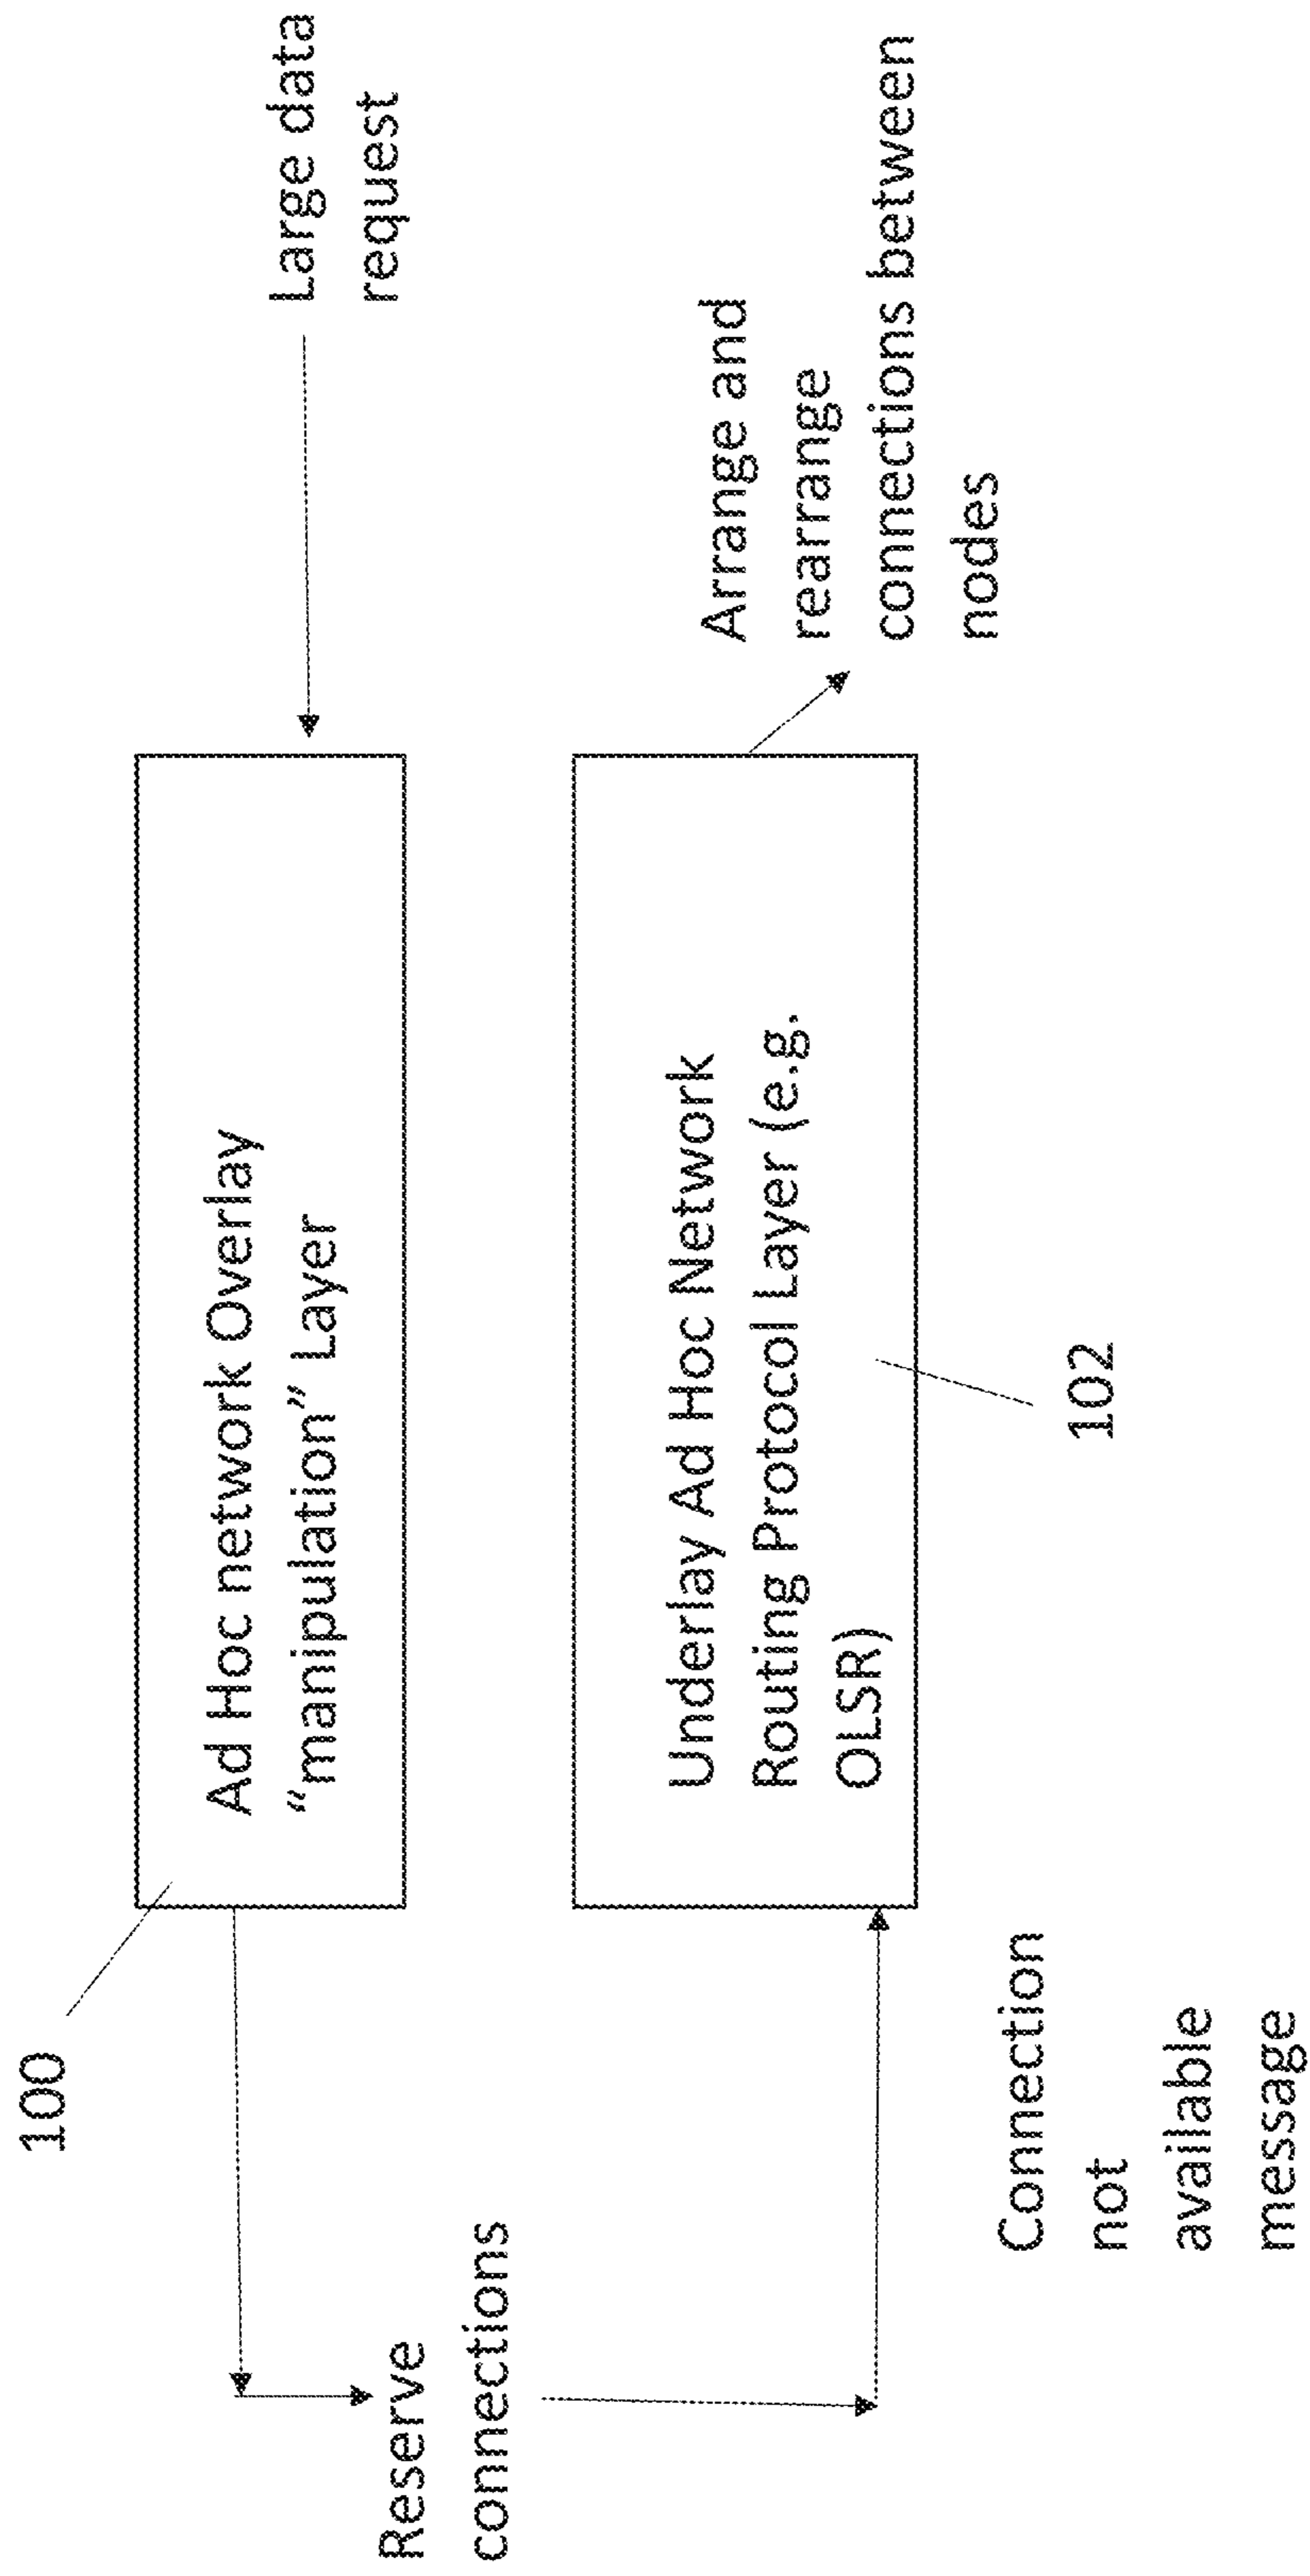 100
Ad Hoc network Overlay
“manipulation” Layer
Large data
request
Reserve
connections
Underlay Ad Hoc Network
Routing Protocol Layer (e.g.
OLSR)
Arrange and
rearrange
connections between
nodes
Connection
not
available
message
102